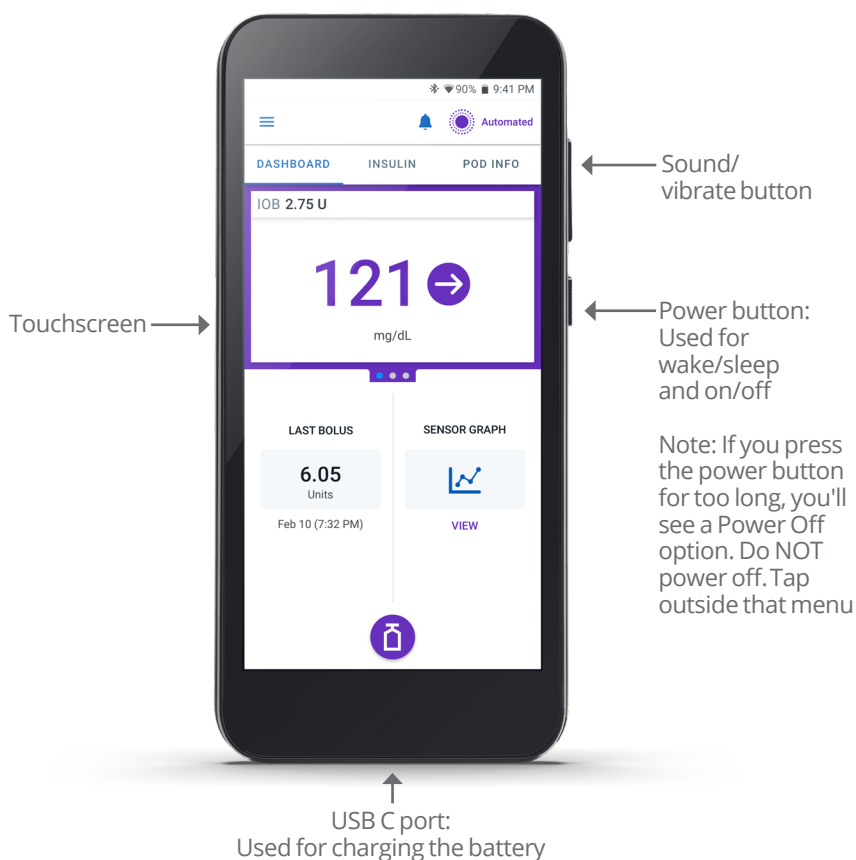 90% 9:41 PM
Automated
DASHBOARD INSULIN POD INFO
IOB 2.75 U
121
mg/dL
LAST BOLUS
6.05
Units
Feb 10 (7:32 PM)
SENSOR GRAPH
VIEW
Touchscreen
Sound/
vibrate button
Power button:
Used for
wake/sleep
and on/off
Note: If you press
the power button
for too long, you'll
see a Power Off
option. Do NOT
power off. Tap
outside that menu
USB C port:
Used for charging the battery